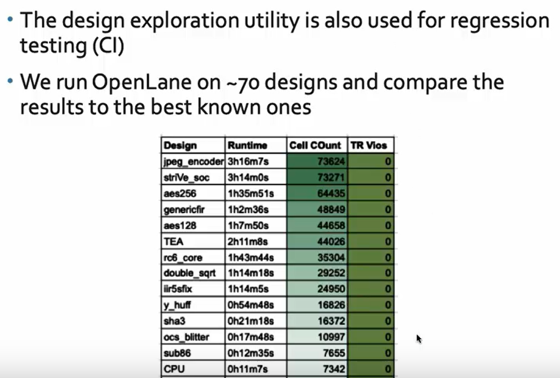 • The design exploration utility is also used for regression
testing (CI)
• We run OpenLane on ~70 designs and compare the
results to the best known ones
Design Runtime Cell COunt TR Vios
jpeg_encoder 3h16m7s 73624 0
striVe_soc 3h14m0s 73271 0
aes256 1h35m51s 64435 0
genericfir 1h2m36s 48849 0
aes128 1h7m50s 44658 0
TEA 2h11m8s 44026 0
rc6_core 1h43m44s 35304 0
double_sqrt 1h14m18s 29252 0
iir5sfix 1h14m5s 24950 0
y_huff 0h54m48s 16826 0
sha3 0h21m18s 16372 0
ocs_blitter 0h17m48s 10997 0
sub86 0h12m35s 7655 0
CPU 0h11m7s 7342 0